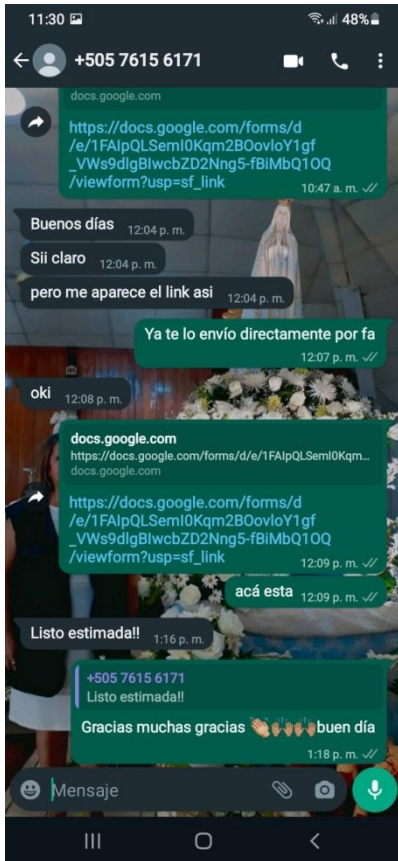 11:30 48%
+505 7615 6171
docs.google.com
https://docs.google.com/forms/d
/e/1FAIpQLSemI0Kqm2BOovloY1gf
_VWs9dlgBIwcbZD2Nng5-fBiMbQ1OQ
/viewform?usp=sf_link
10:47 a. m.
Buenos días 12:04 p. m.
Sii claro 12:04 p. m.
pero me aparece el link asi 12:04 p. m.
Ya te lo envío directamente por fa
12:07 p. m.
oki 12:08 p. m.
docs.google.com
https://docs.google.com/forms/d/e/1FAIpQLSemI0Kqm...
docs.google.com
https://docs.google.com/forms/d
/e/1FAIpQLSemI0Kqm2BOovloY1gf
_VWs9dlgBIwcbZD2Nng5-fBiMbQ1OQ
/viewform?usp=sf_link
12:09 p. m.
acá esta 12:09 p. m.
Listo estimada!! 1:16 p. m.
+505 7615 6171
Listo estimada!!
Gracias muchas gracias 👏🏼🙌🏼🙌🏼buen día
1:18 p. m.
Mensaje